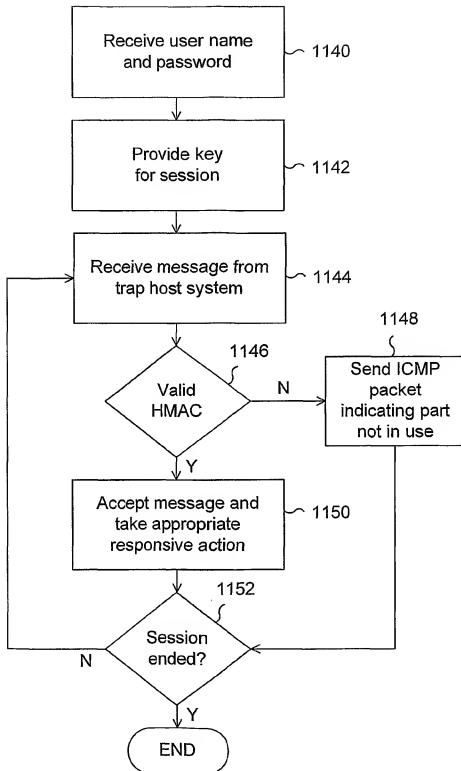 Receive user name
and password
1140
Provide key
for session
1142
Receive message from
trap host system
1144
1146
Valid
HMAC
N
1148
Send ICMP
packet
indicating part
not in use
Y
Accept message and
take appropriate
responsive action
1150
1152
Session
ended?
N
Y
END